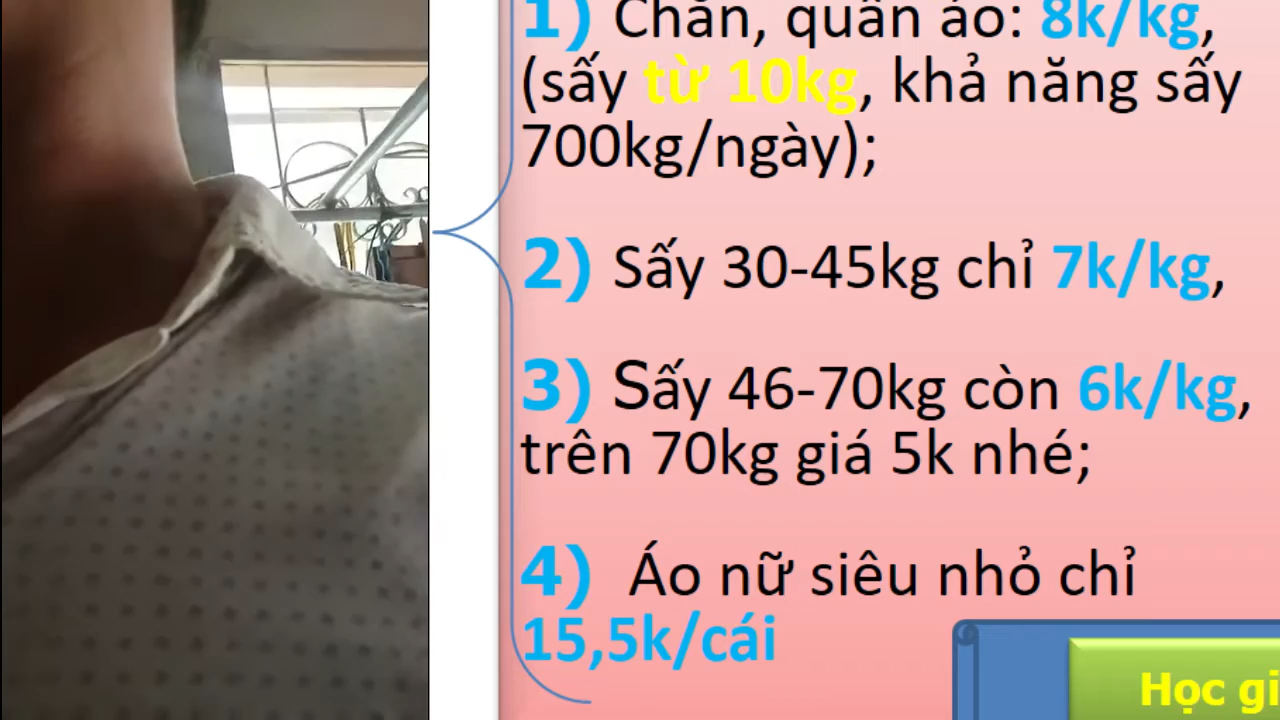 1) Chăn, quần áo: 8k/kg,
(sấy từ 10kg, khả năng sấy
700kg/ngày);
2) Sấy 30-45kg chỉ 7k/kg,
3) Sấy 46-70kg còn 6k/kg,
trên 70kg giá 5k nhé;
4) Áo nữ siêu nhỏ chỉ
15,5k/cái
Học gi